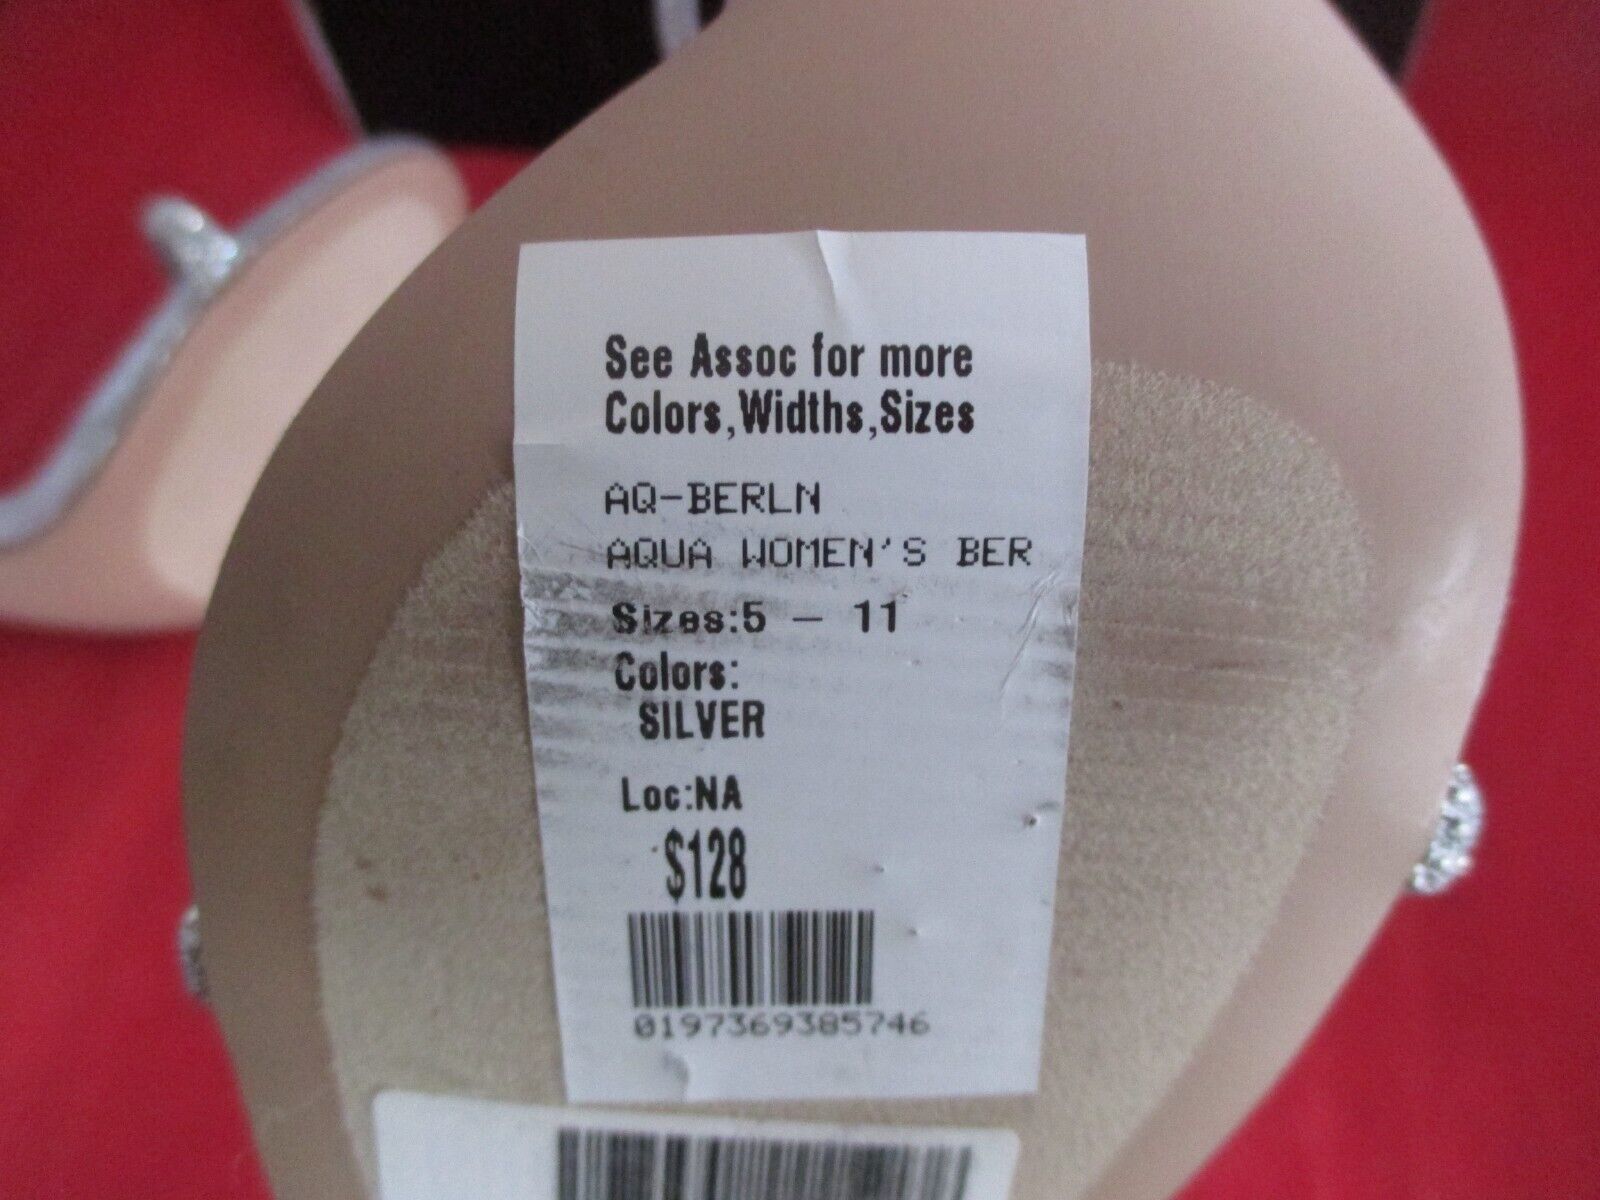 See Assoc for more
Colors,Widths,Sizes
AQ-BERLN
AQUA WOMEN'S BER
Sizes:5 - 11
Colors:
SILVER
Loc:NA
$128
0197369385746